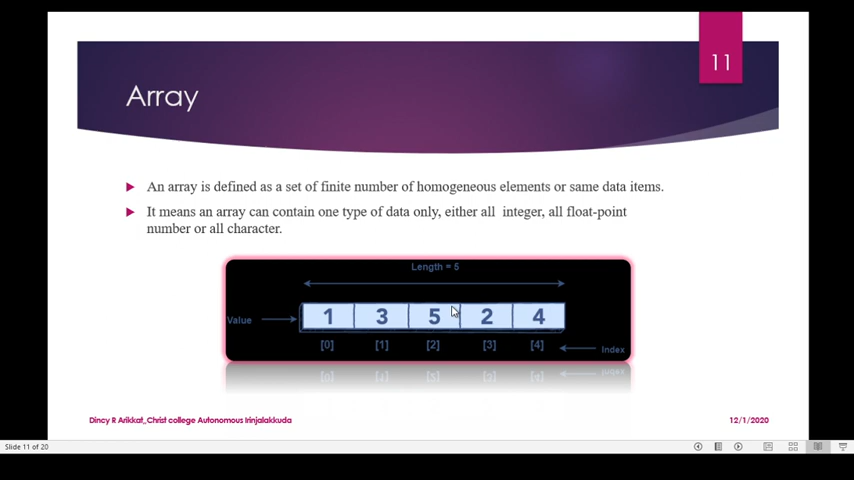 11
Array
An array is defined as a set of finite number of homogeneous elements or same data items.
It means an array can contain one type of data only, either all integer, all float-point
number or all character.
Length = 5
Value
1 3 5 2 4
[0] [1] [2] [3] [4]
Index
Dincy R Arikkat_Christ college Autonomous Irinjalakkuda
12/1/2020
Slide 11 of 20